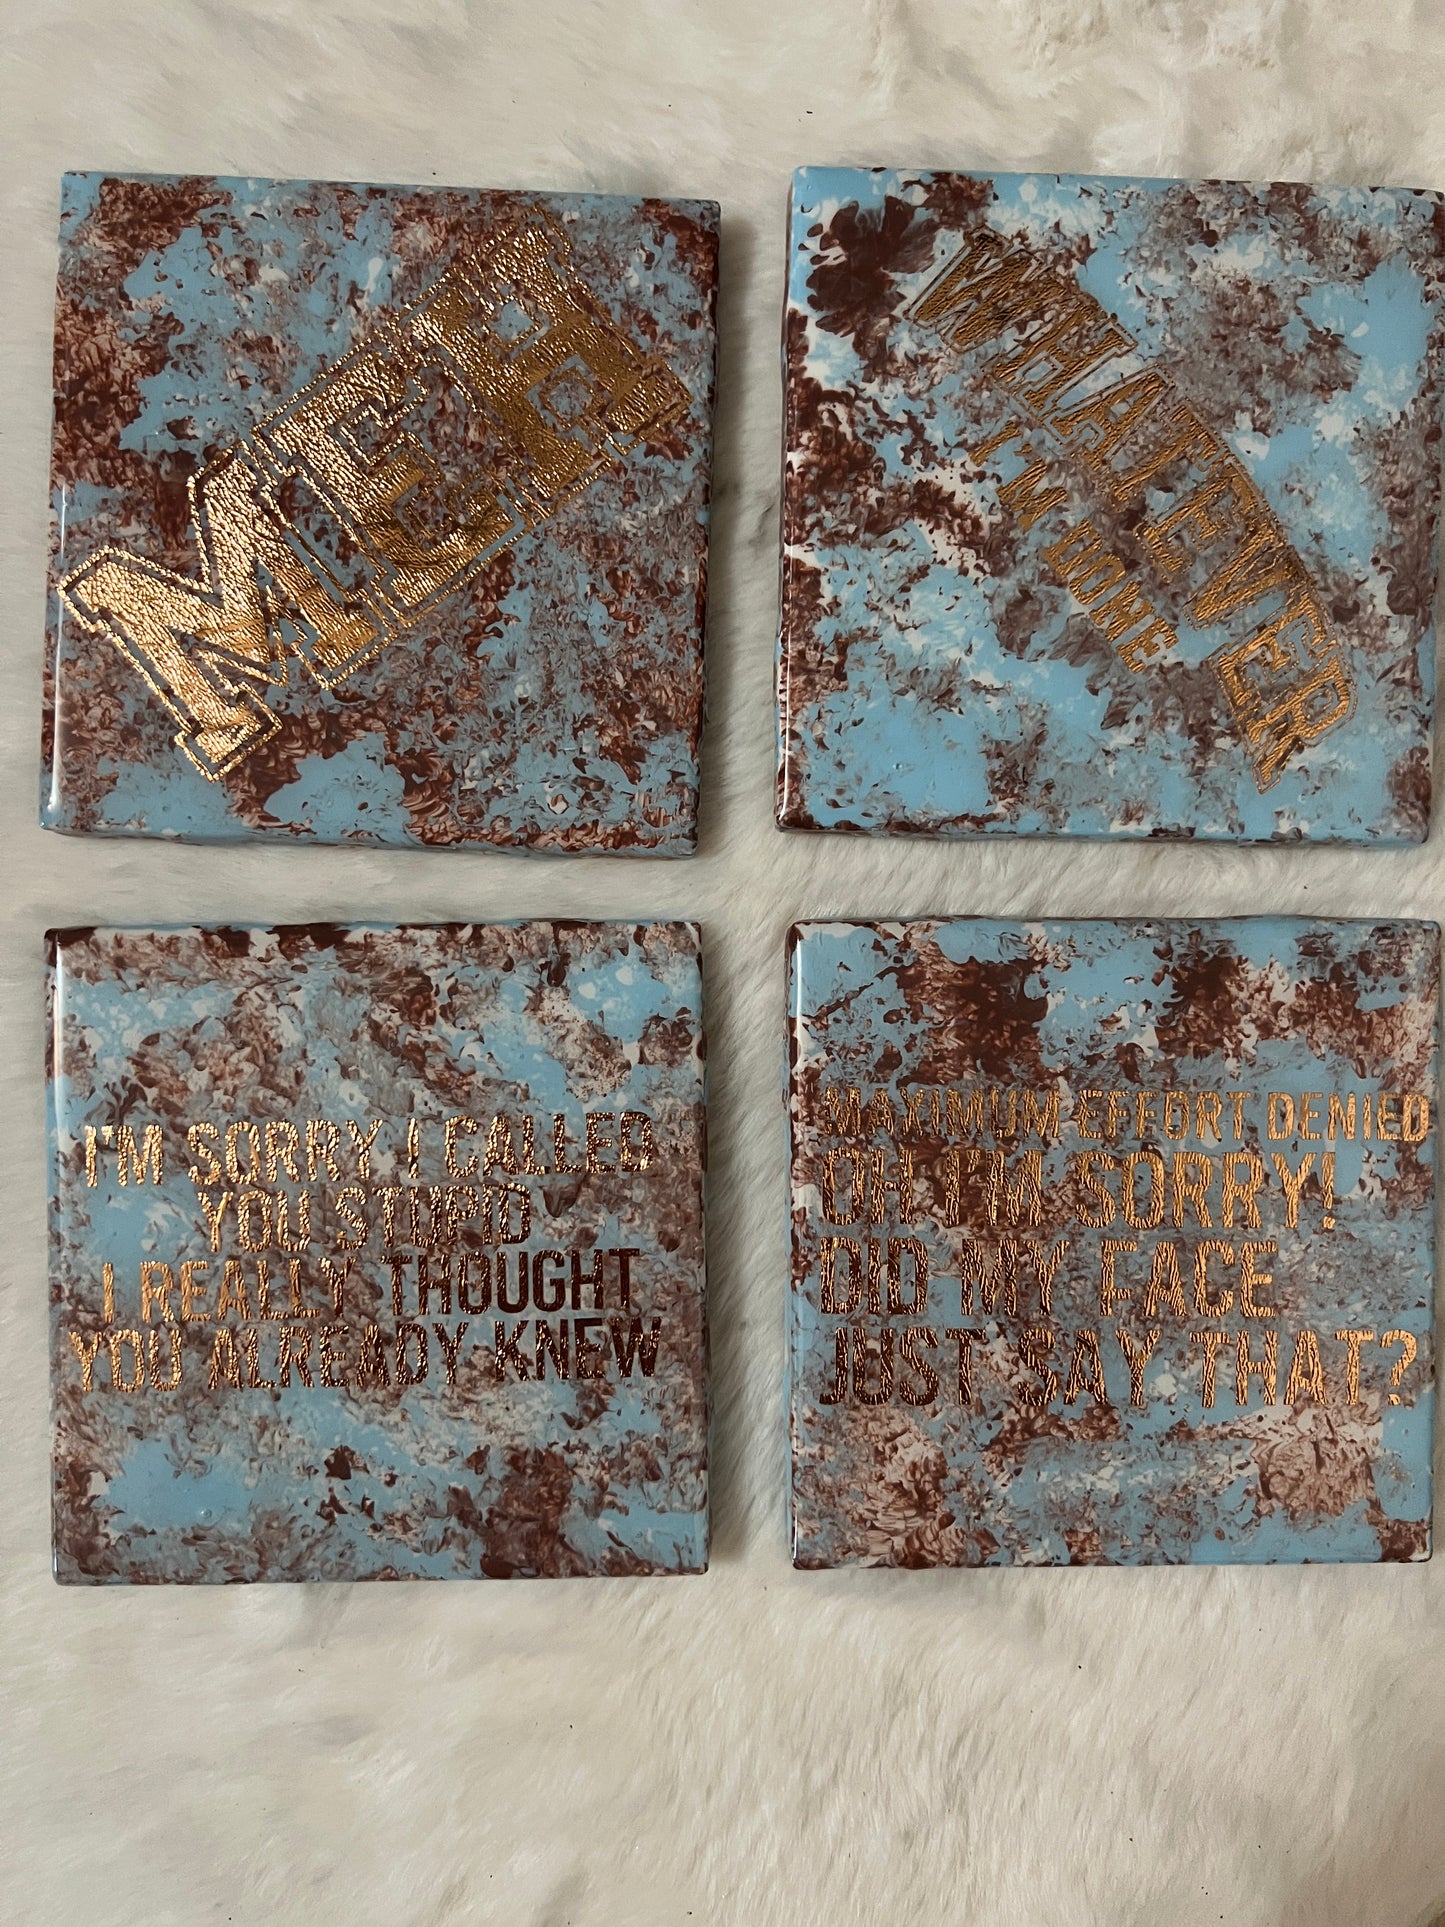 MEH
WHATEVER
I'M HOME
I'M SORRY I CALLED
YOU STUPID
I REALLY THOUGHT
YOU ALREADY KNEW
MAXIMUM EFFORT DENIED
OH I'M SORRY!
DID MY FACE
JUST SAY THAT?